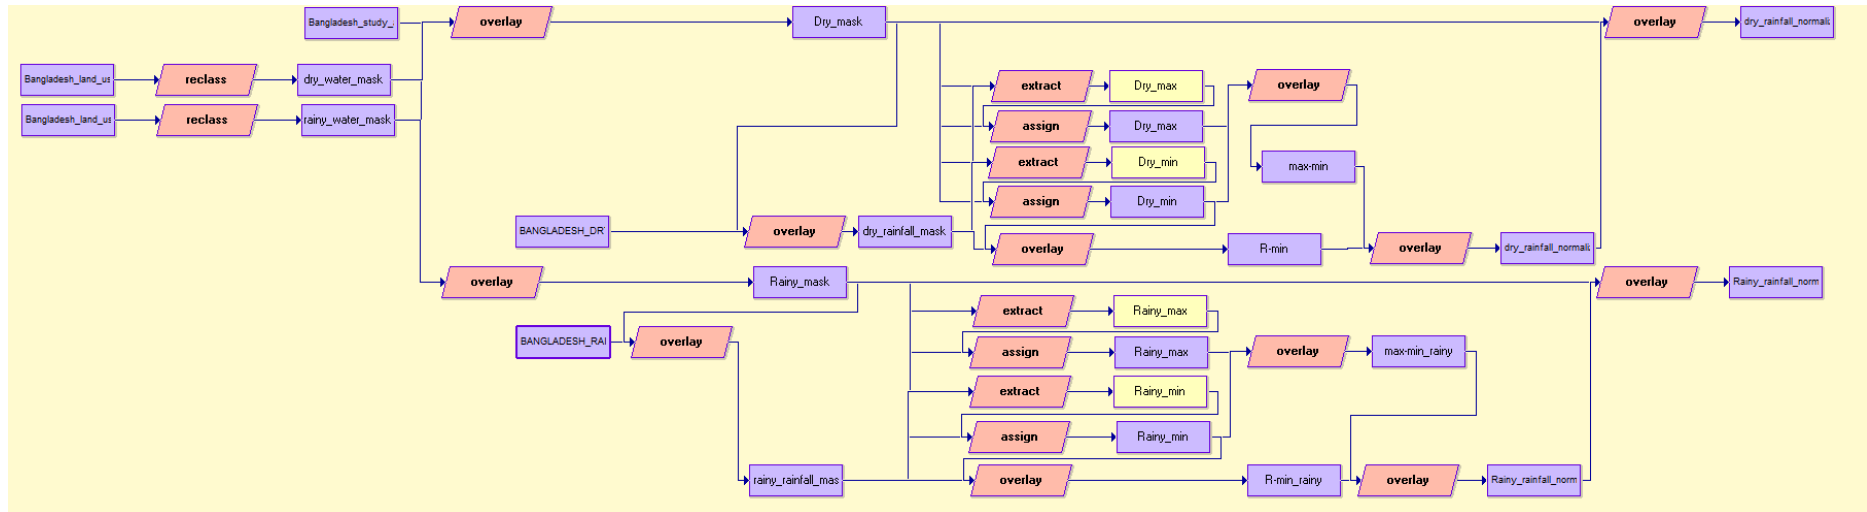 Bangladesh_study_
overlay
Dry_mask
overlay
dry_rainfall_normali
Bangladesh_land_us
reclass
dry_water_mask
extract
Dry_max
overlay
Bangladesh_land_us
reclass
rainy_water_mask
assign
Dry_max
extract
Dry_min
max-min
assign
Dry_min
BANGLADESH_DR
overlay
dry_rainfall_mask
overlay
R-min
overlay
dry_rainfall_normali
overlay
Rainy_mask
overlay
Rainy_rainfall_norm
extract
Rainy_max
BANGLADESH_RAI
overlay
assign
Rainy_max
overlay
max-min_rainy
extract
Rainy_min
assign
Rainy_min
rainy_rainfall_mas
overlay
R-min_rainy
overlay
Rainy_rainfall_norm